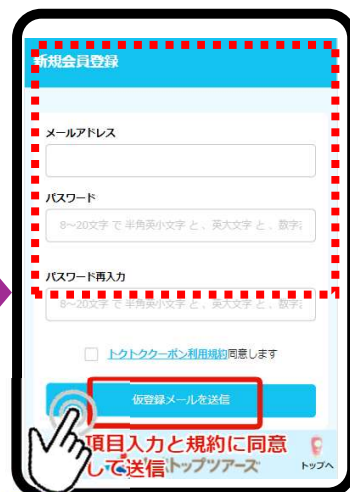 新規会員登録
メールアドレス
パスワード
8～20文字 で 半角英小文字 と 、英大文字 と 、数字
パスワード再入力
8～20文字 で 半角英小文字 と 、英大文字 と 、数字
トクトククーポン利用規約同意します
仮登録メールを送信
項目入力と規約に同意
して送信
トップツアーズ
トップへ